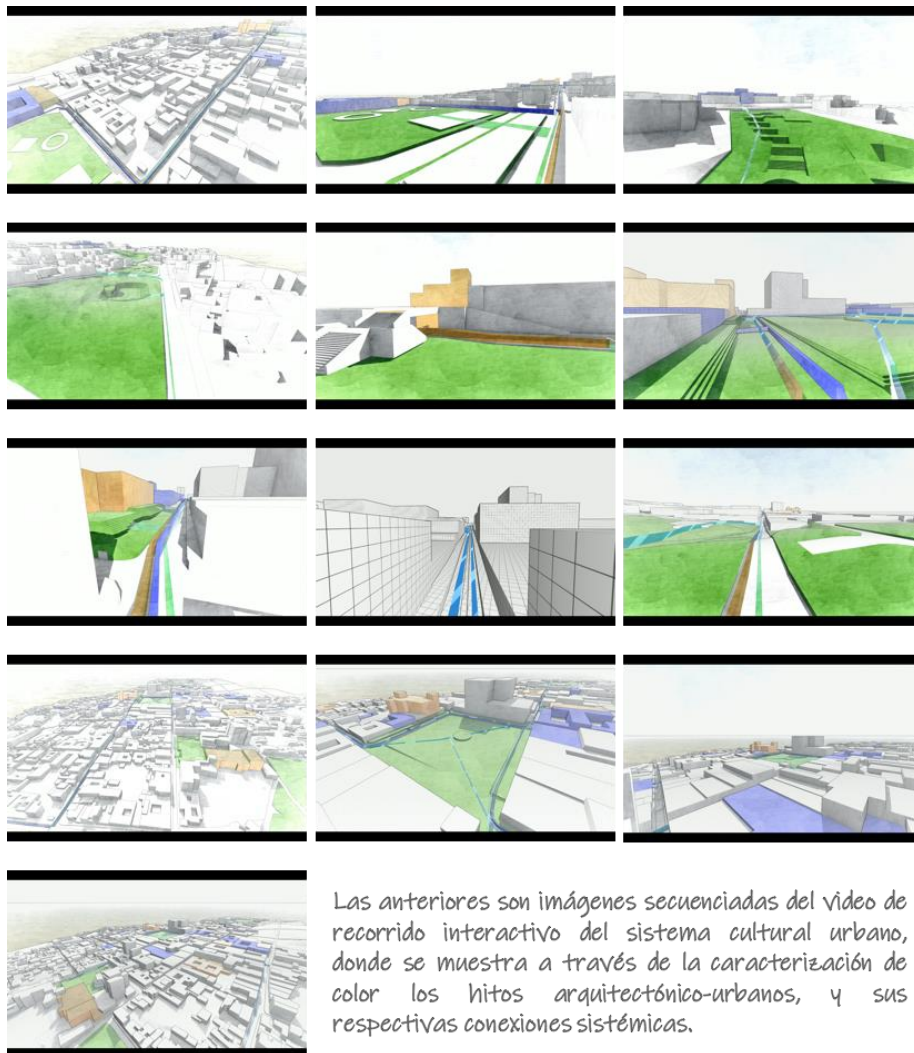 Las anteriores son imágenes secuenciadas del video de
recorrido interactivo del sistema cultural urbano,
donde se muestra a través de la caracterización de
color los hitos arquitectónico-urbanos, y sus
respectivas conexiones sistémicas.